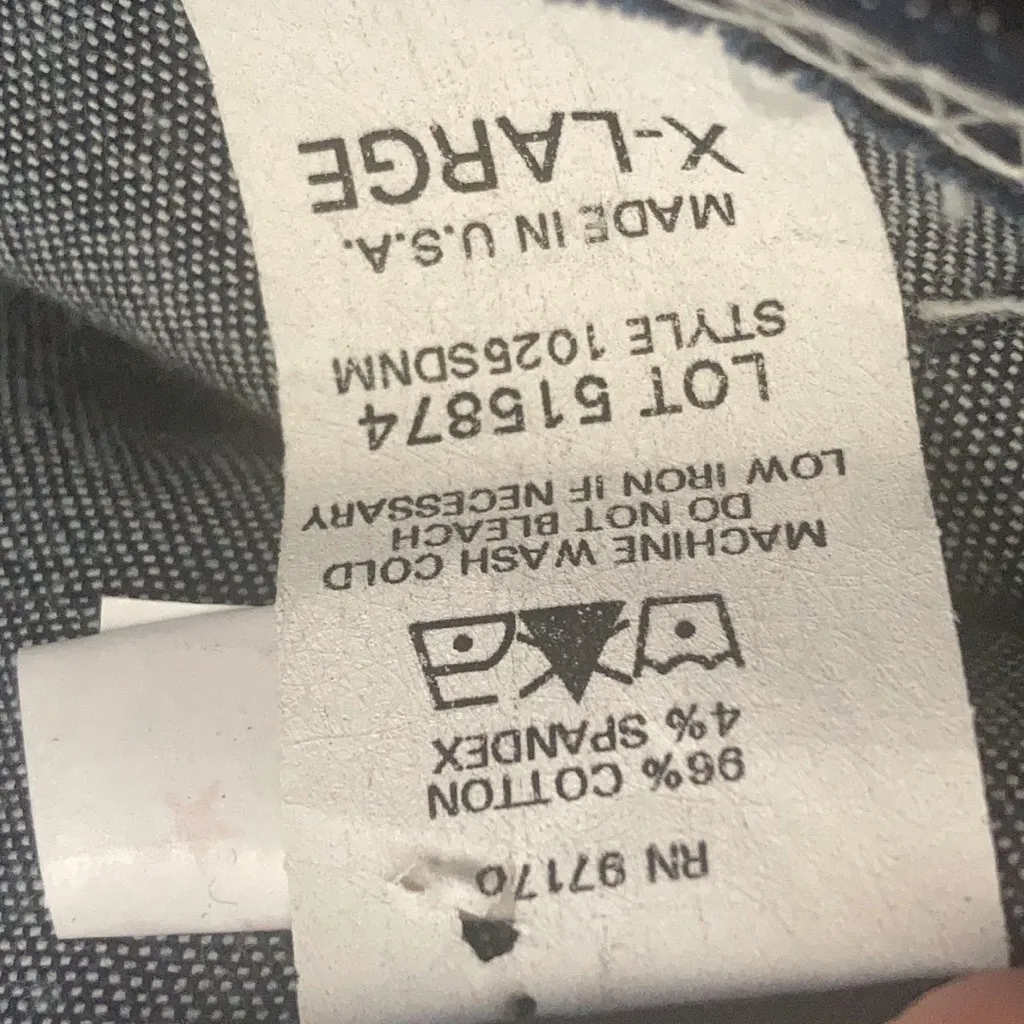 RN 97170
96% COTTON
4% SPANDEX
MACHINE WASH COLD
DO NOT BLEACH
LOW IRON IF NECESSARY
LOT 515874
STYLE 1025SDNM
MADE IN U.S.A.
X-LARGE